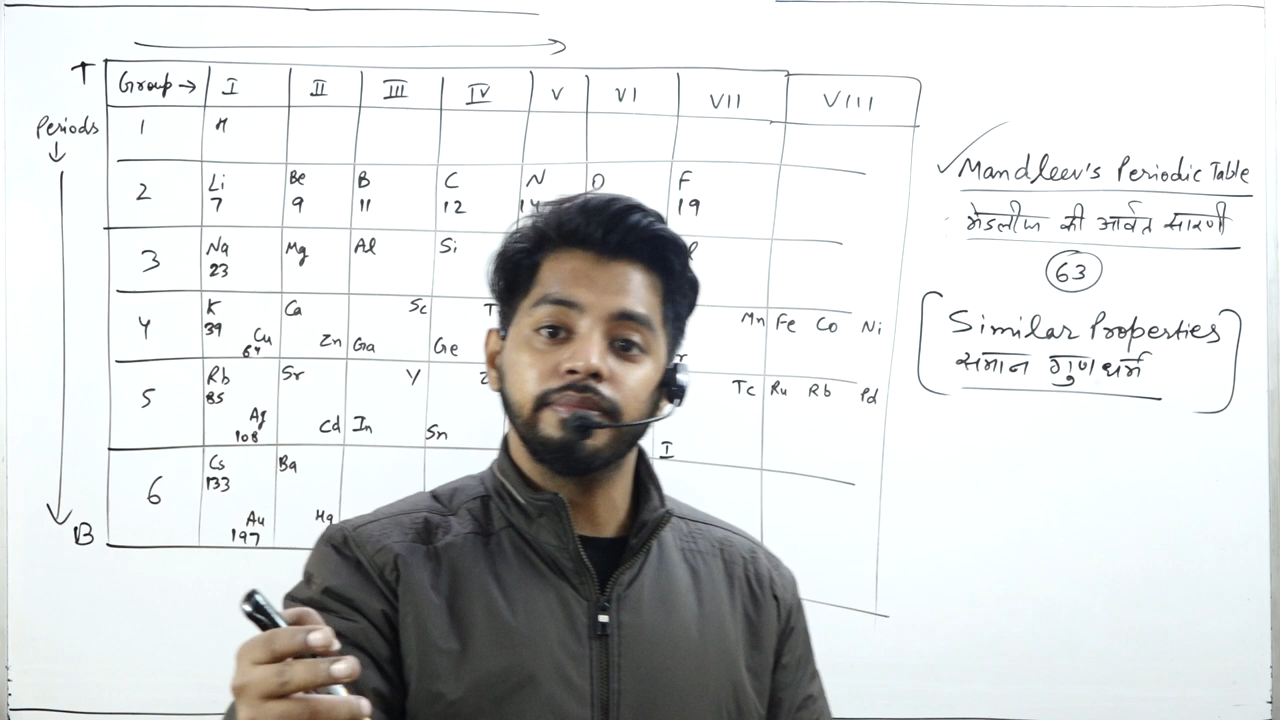 T Group → I II III IV V VI VII VIII
Periods 1 H
2 Li Be B C N O F
7 9 11 12 14 19
3 Na Mg Al Si
23
4 K Ca Sc T Mn Fe Co Ni
39 Cu Zn Ga Ge
64
5 Rb Sr Y Tc Ru Rb Pd
85
Ag Cd In Sn I
108
6 Cs Ba
133
Au Hg
197
B
Mandleev's Periodic Table
की आर्वत सारणी
63
Similar Properties
समान गुणधर्म